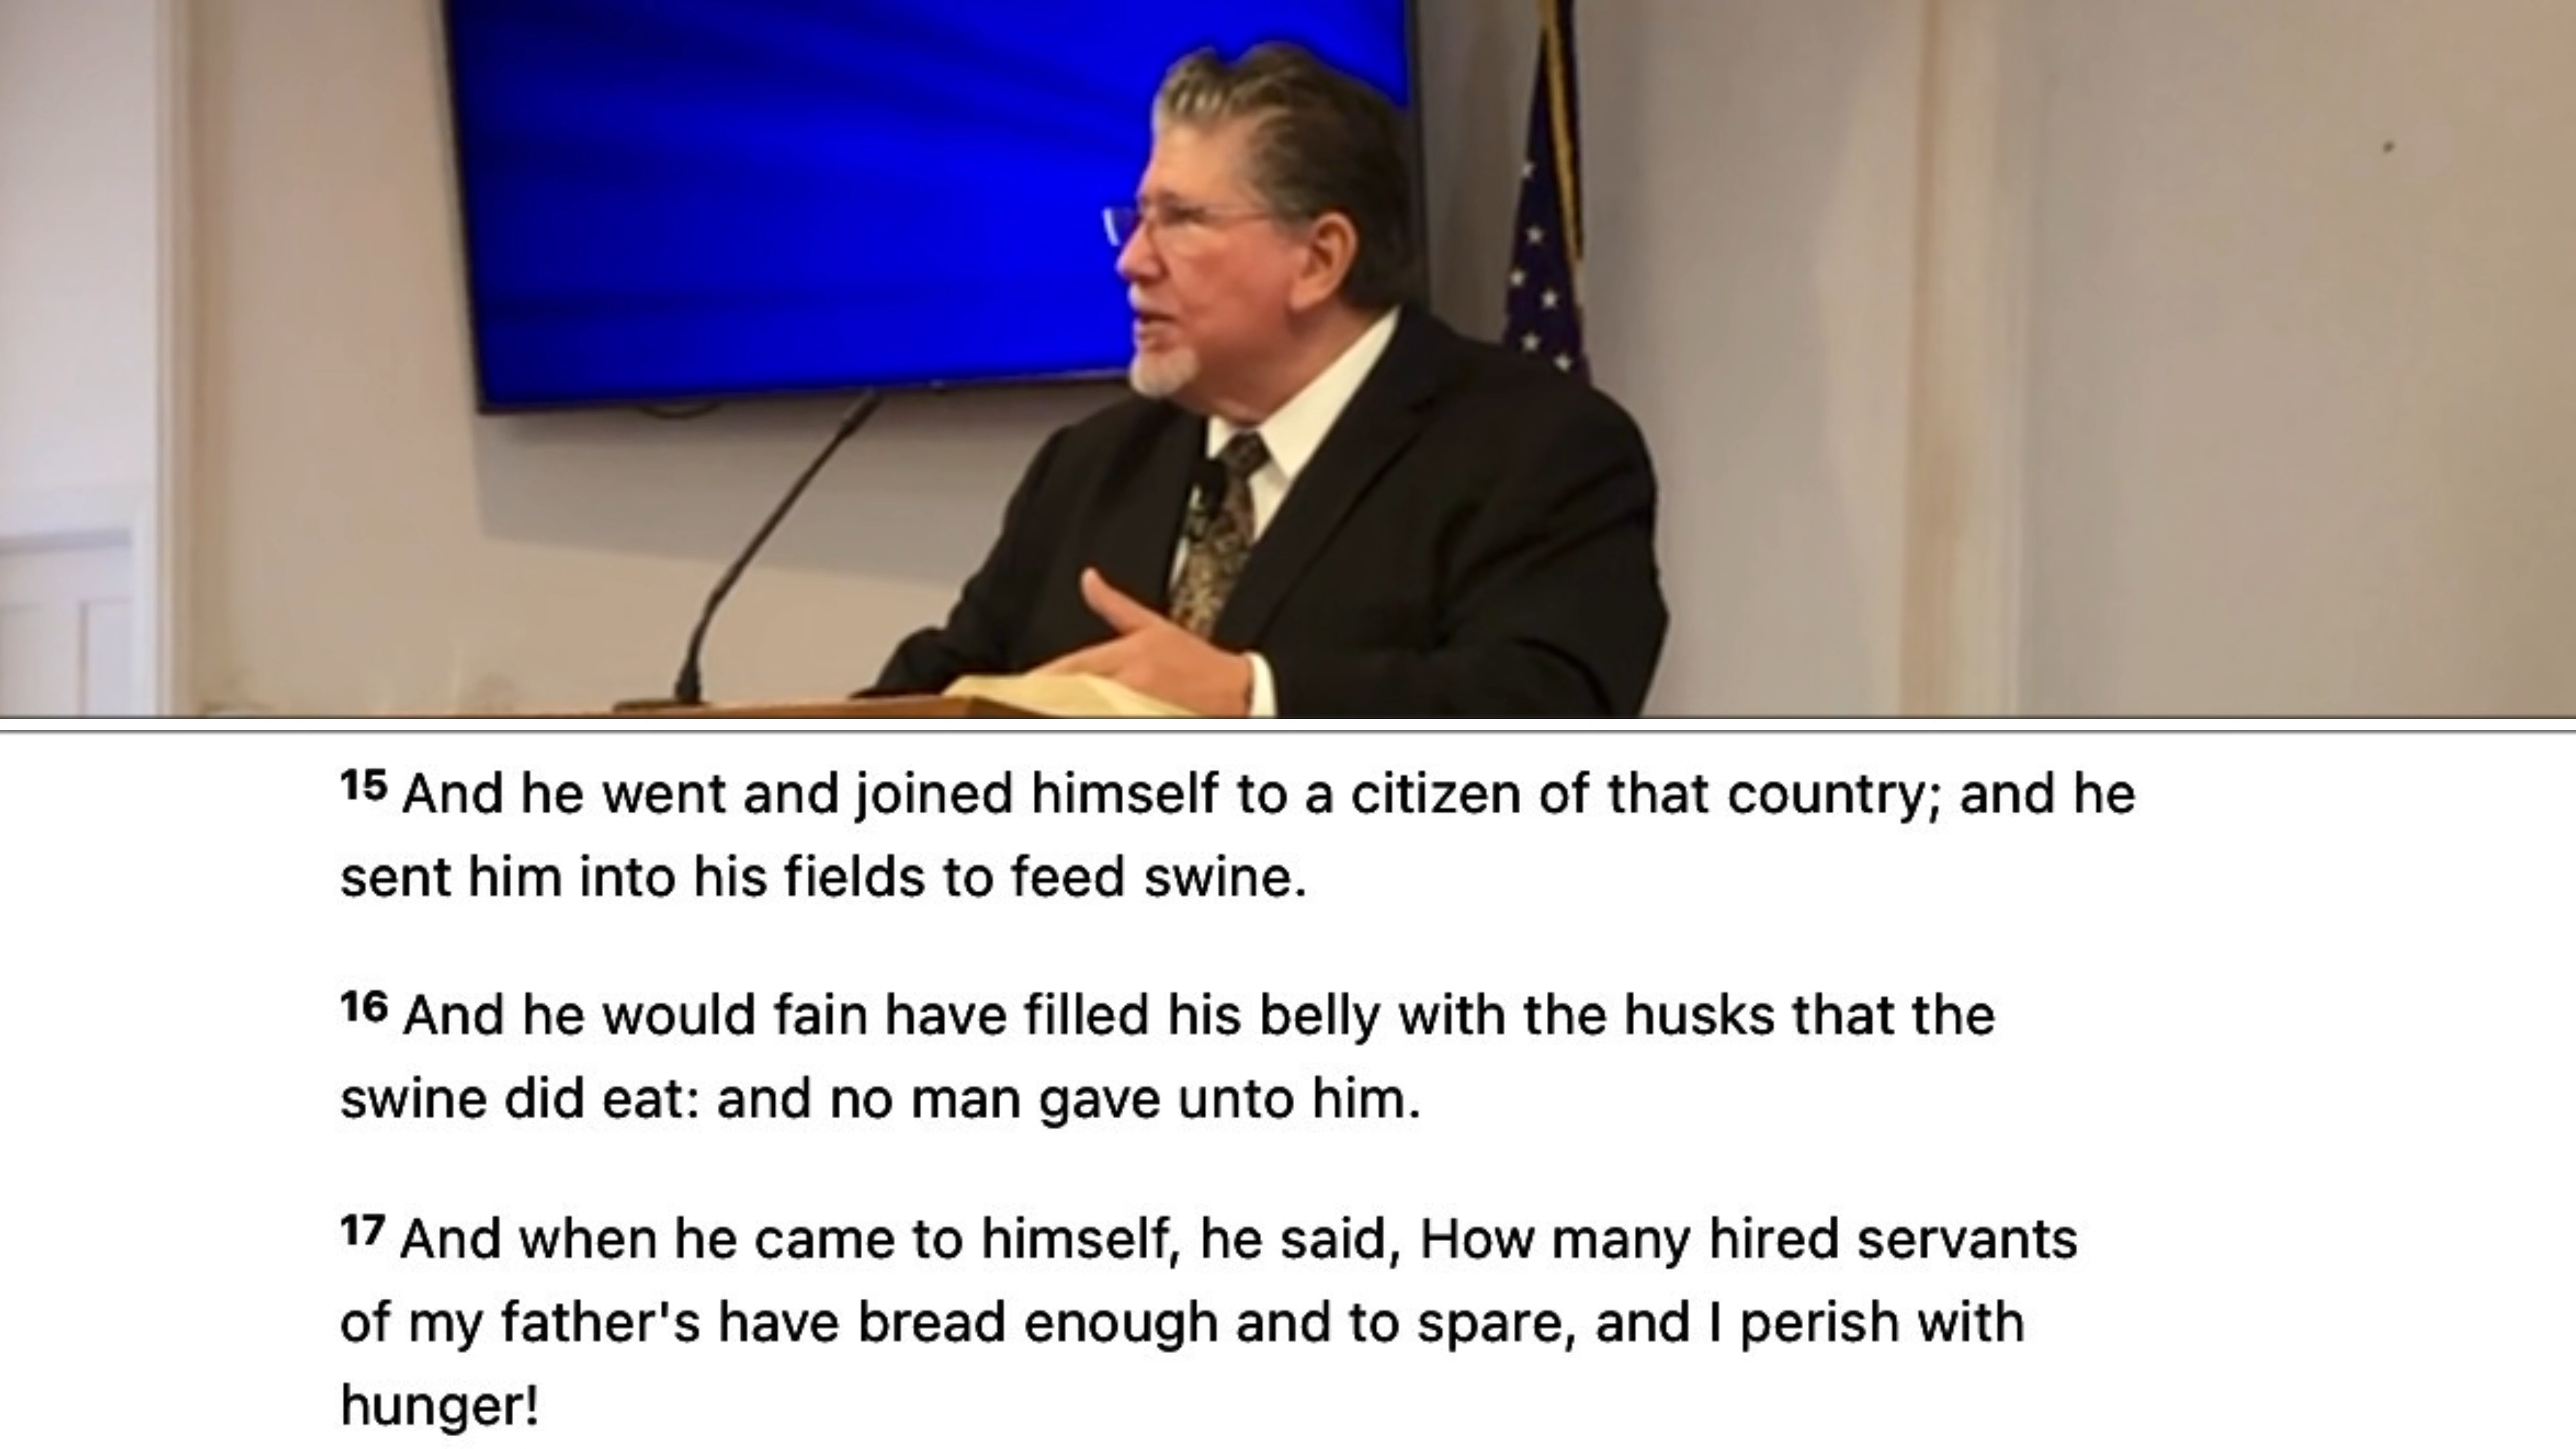 15 And he went and joined himself to a citizen of that country; and he
sent him into his fields to feed swine.
16 And he would fain have filled his belly with the husks that the
swine did eat: and no man gave unto him.
17 And when he came to himself, he said, How many hired servants
of my father's have bread enough and to spare, and I perish with
hunger!